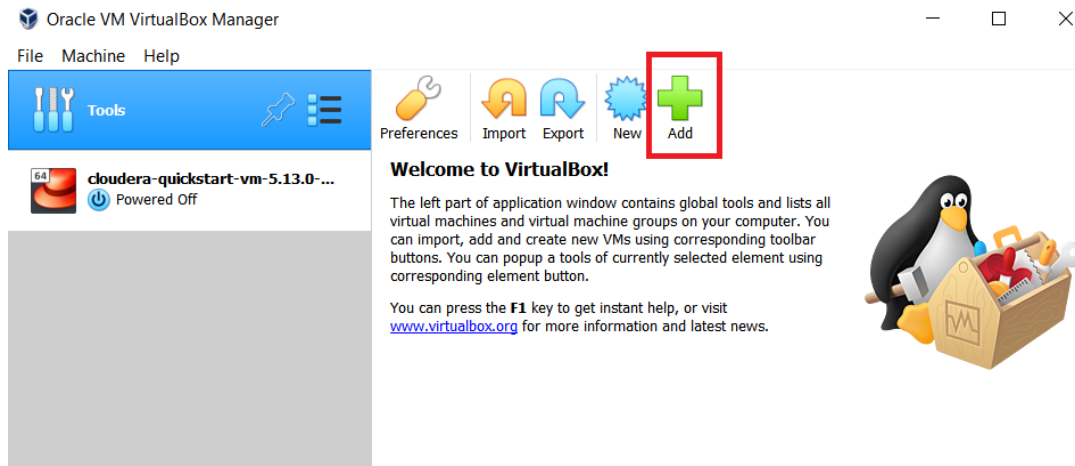 Oracle VM VirtualBox Manager
File Machine Help
Tools
Preferences Import Export New Add
64
cloudera-quickstart-vm-5.13.0-...
Powered Off
Welcome to VirtualBox!
The left part of application window contains global tools and lists all
virtual machines and virtual machine groups on your computer. You
can import, add and create new VMs using corresponding toolbar
buttons. You can popup a tools of currently selected element using
corresponding element button.
You can press the F1 key to get instant help, or visit
www.virtualbox.org for more information and latest news.